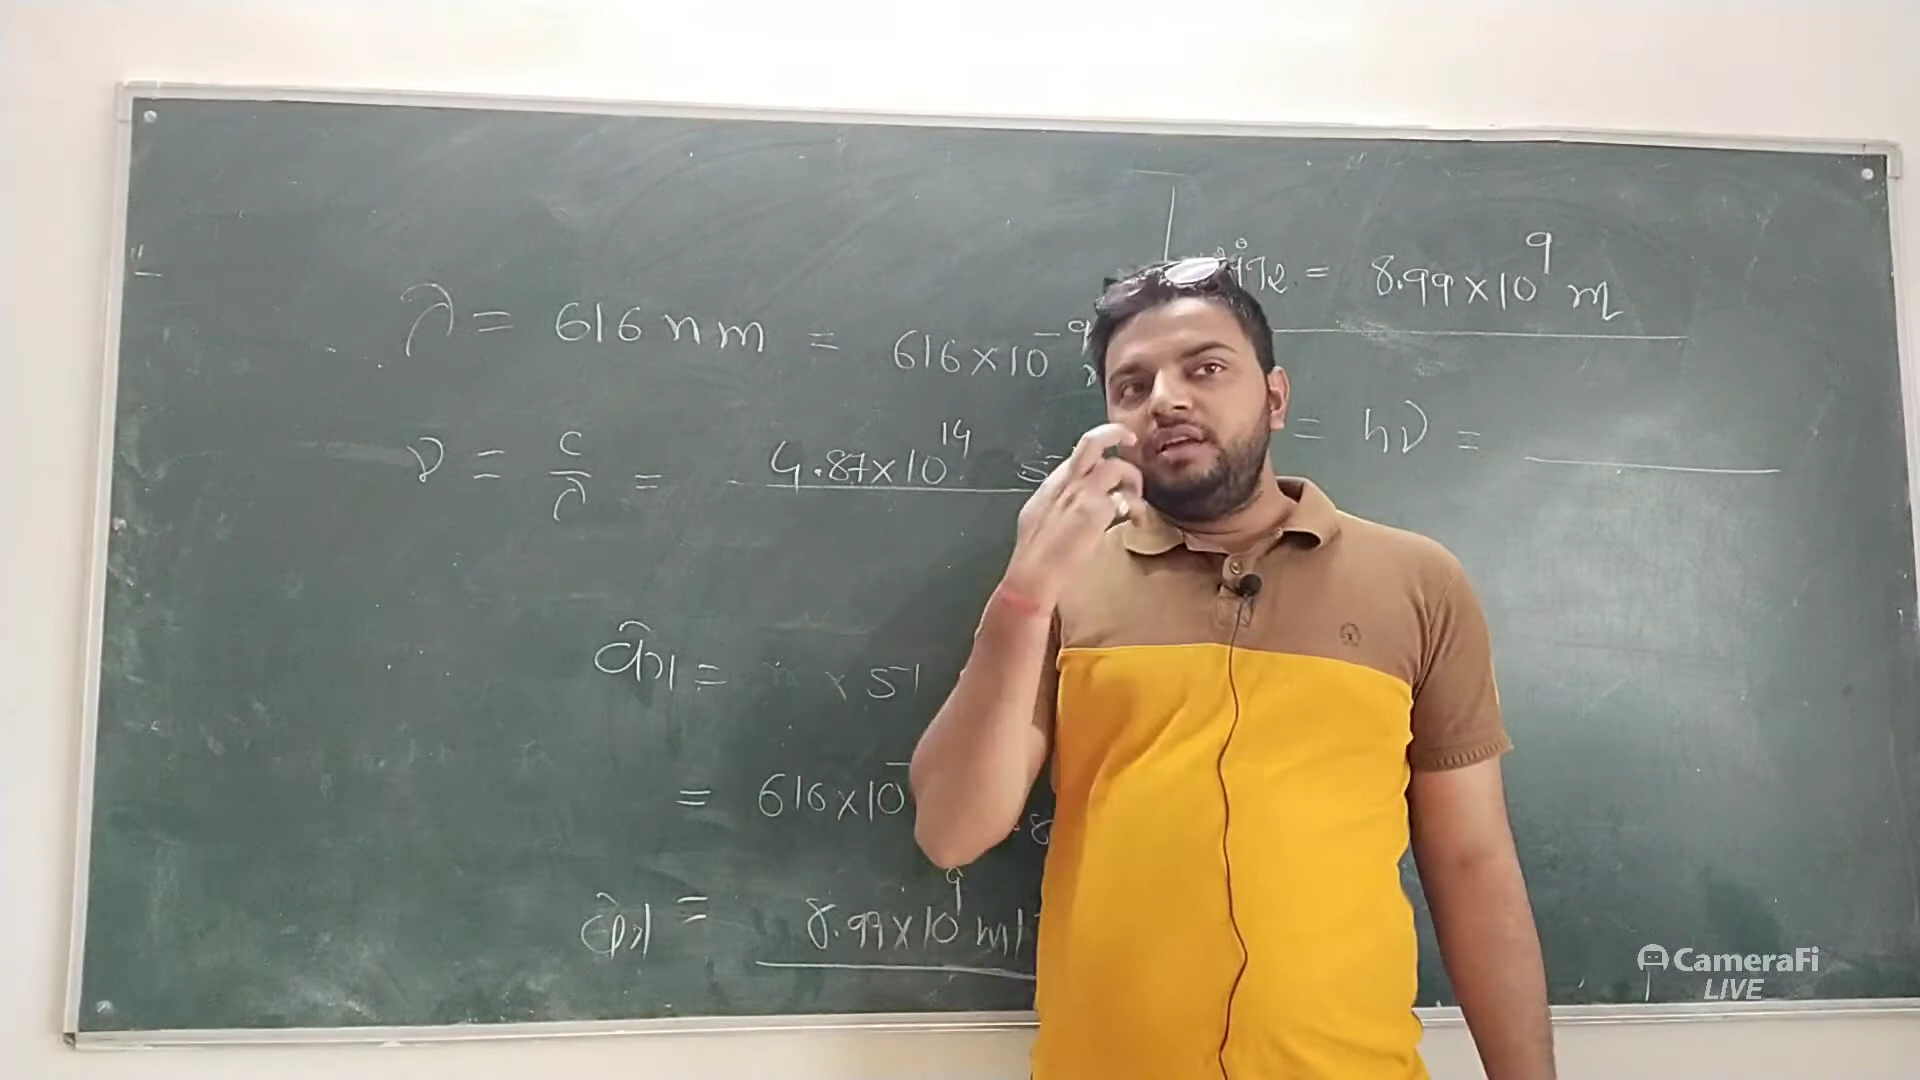 λ = 616 nm = 616×10⁻⁹
ν = c/λ = 4.87×10¹⁴
= 8.99×10⁹ m
= hν =
= × 51
= 616×10⁻
= 8.99×10⁹ m
CameraFi
LIVE